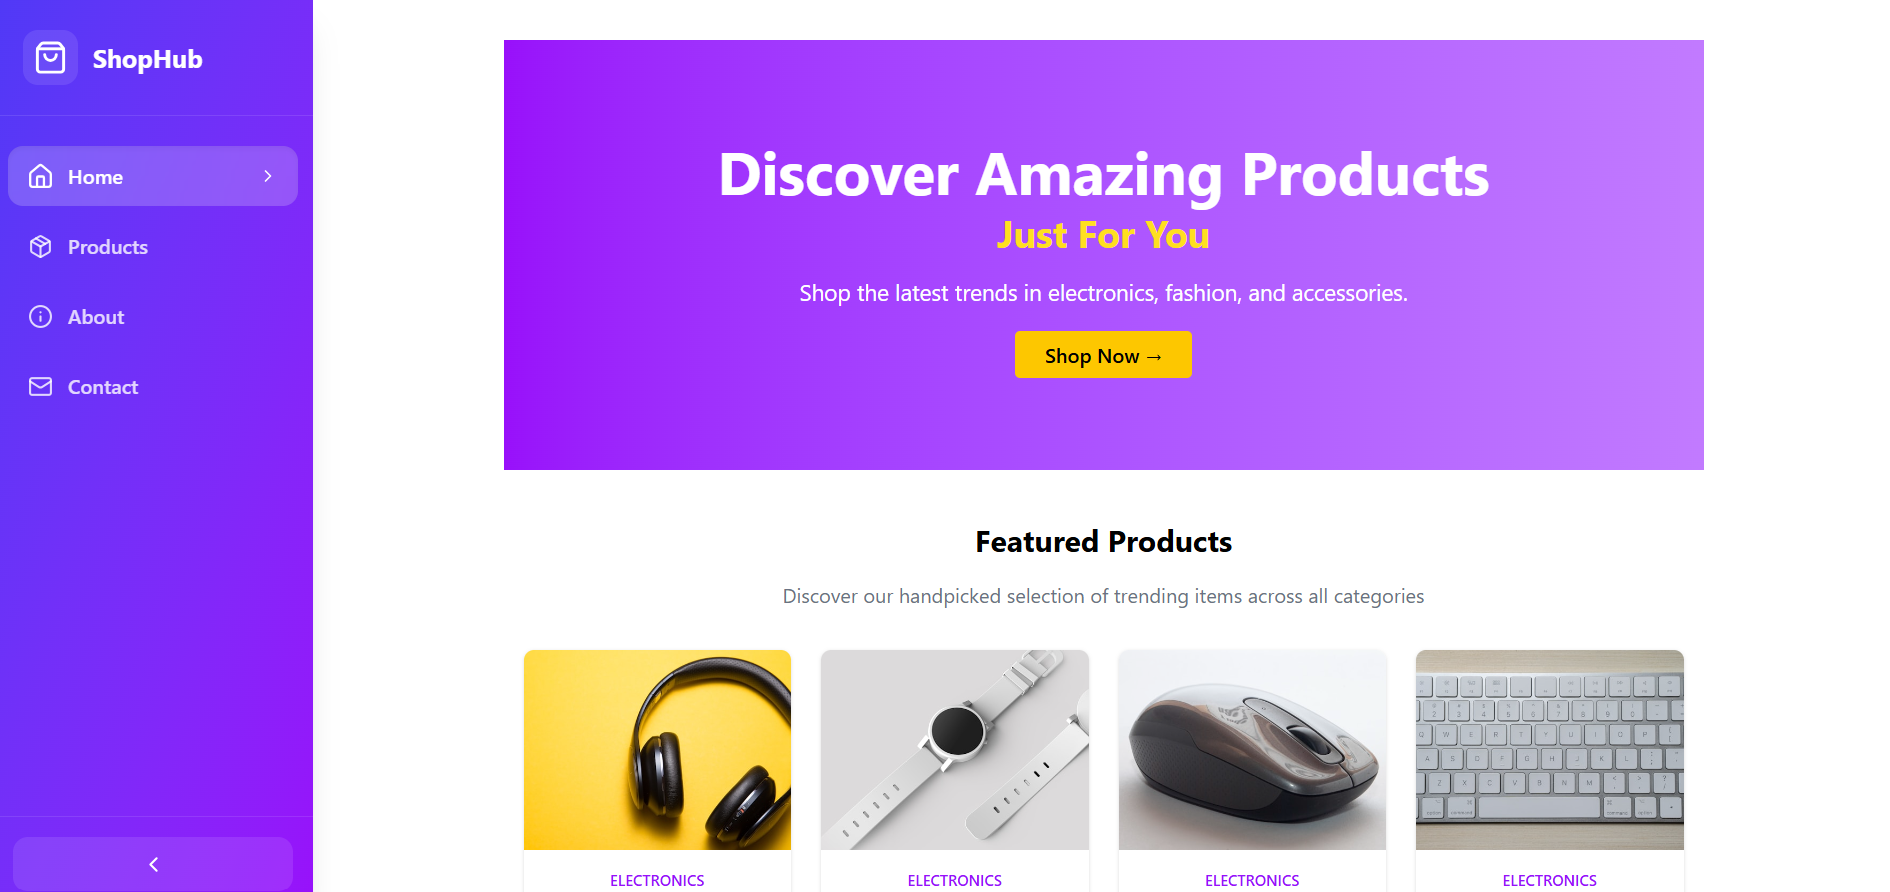 ShopHub
Home
Products
About
Contact
Discover Amazing Products
Just For You
Shop the latest trends in electronics, fashion, and accessories.
Shop Now →
Featured Products
Discover our handpicked selection of trending items across all categories
ELECTRONICS
ELECTRONICS
ELECTRONICS
ELECTRONICS